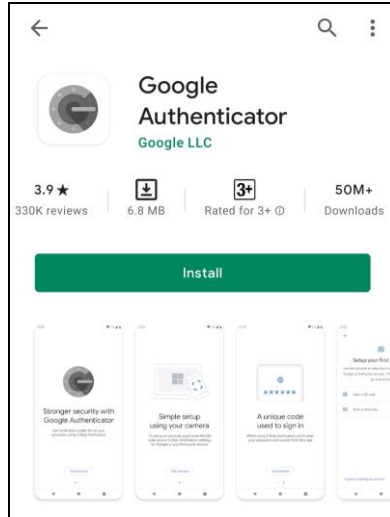 Google
Authenticator
Google LLC
3.9★
330K reviews
6.8 MB
3+
Rated for 3+
50M+
Downloads
Install
Stronger security with
Google Authenticator
Simple setup
using your camera
A unique code
used to sign in
Setup your first